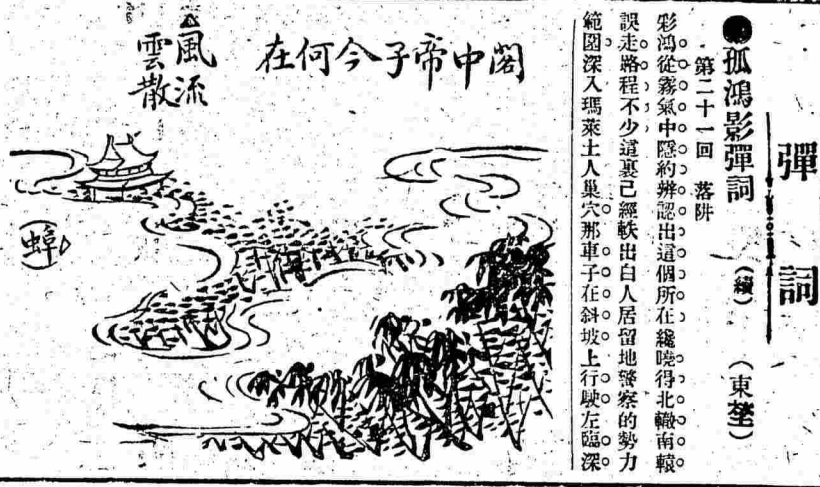 彈詞
●孤鴻影彈詞（續）（東埜）
第二十一回 落阱
彩鴻從霧氣中隱約辨認出這個所在纔曉得北轍南轅
誤走路程不少這裏己經軼出白人居留地警察的勢力
範圍深入瑪萊土人巢穴那車子在斜坡上行駛左臨深
閣中帝子今何在
風流
雲散